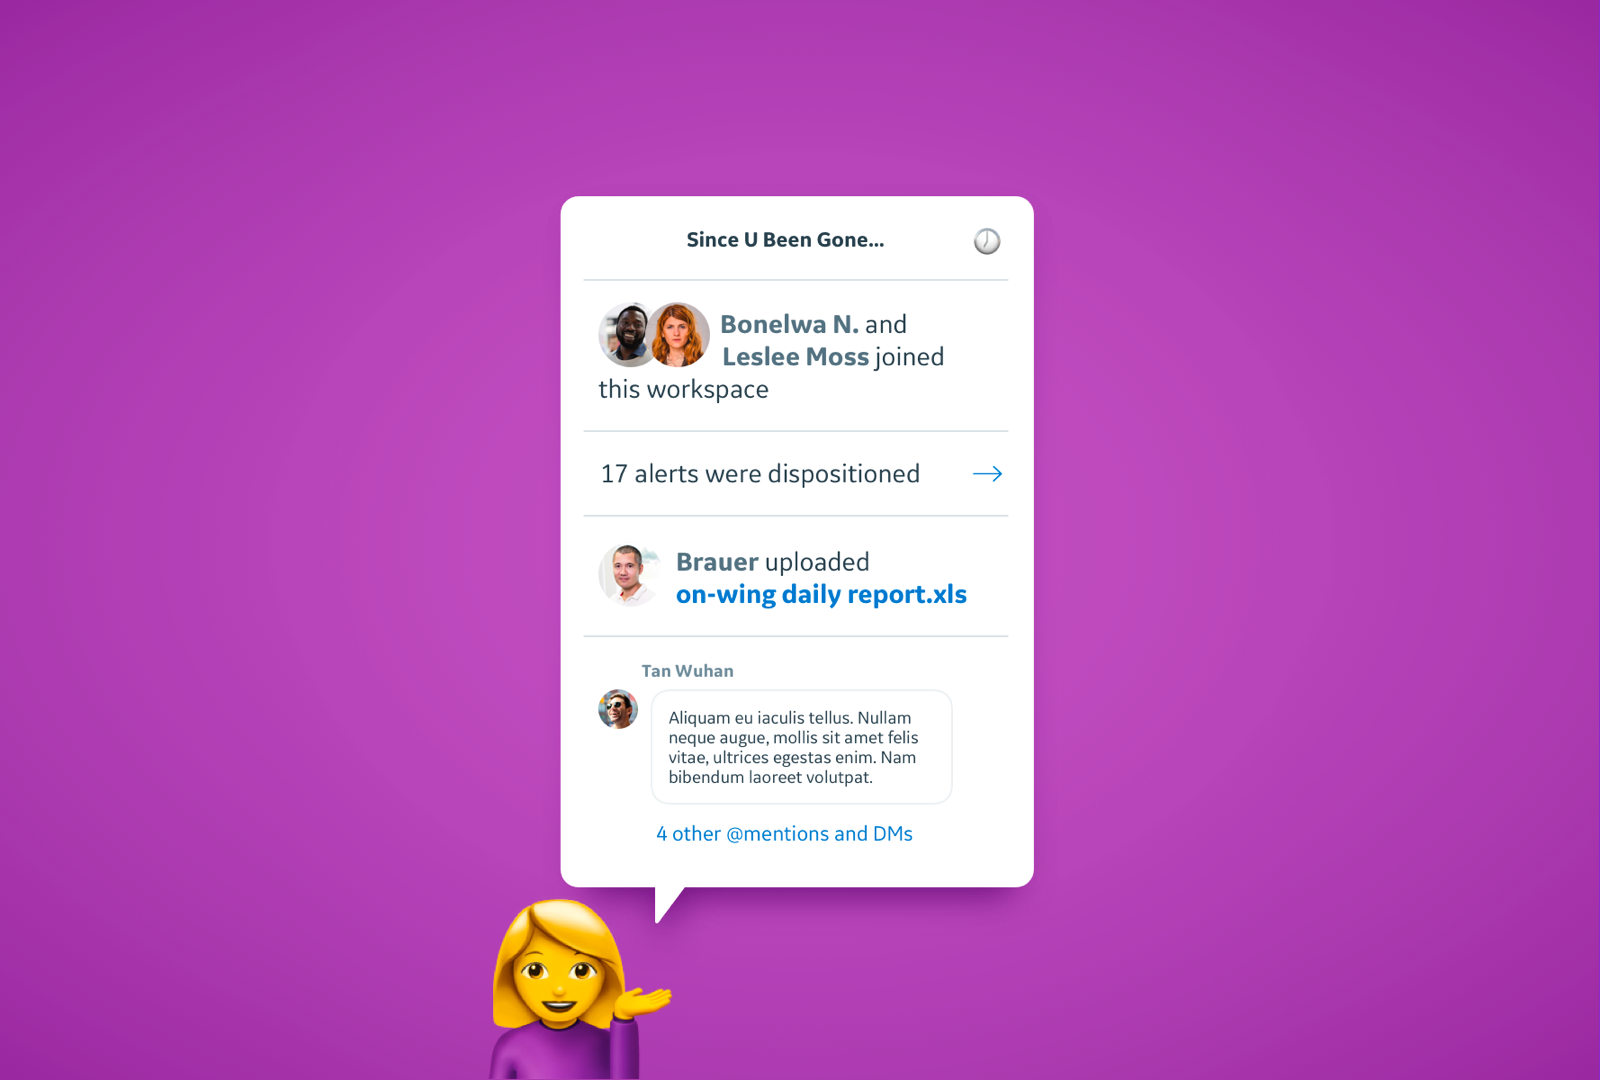 Since U Been Gone...
Bonelwa N. and
Leslee Moss joined
this workspace
17 alerts were dispositioned
Brauer uploaded
on-wing daily report.xls
Tan Wuhan
Aliquam eu iaculis tellus. Nullam
neque augue, mollis sit amet felis
vitae, ultrices egestas enim. Nam
bibendum laoreet volutpat.
4 other @mentions and DMs